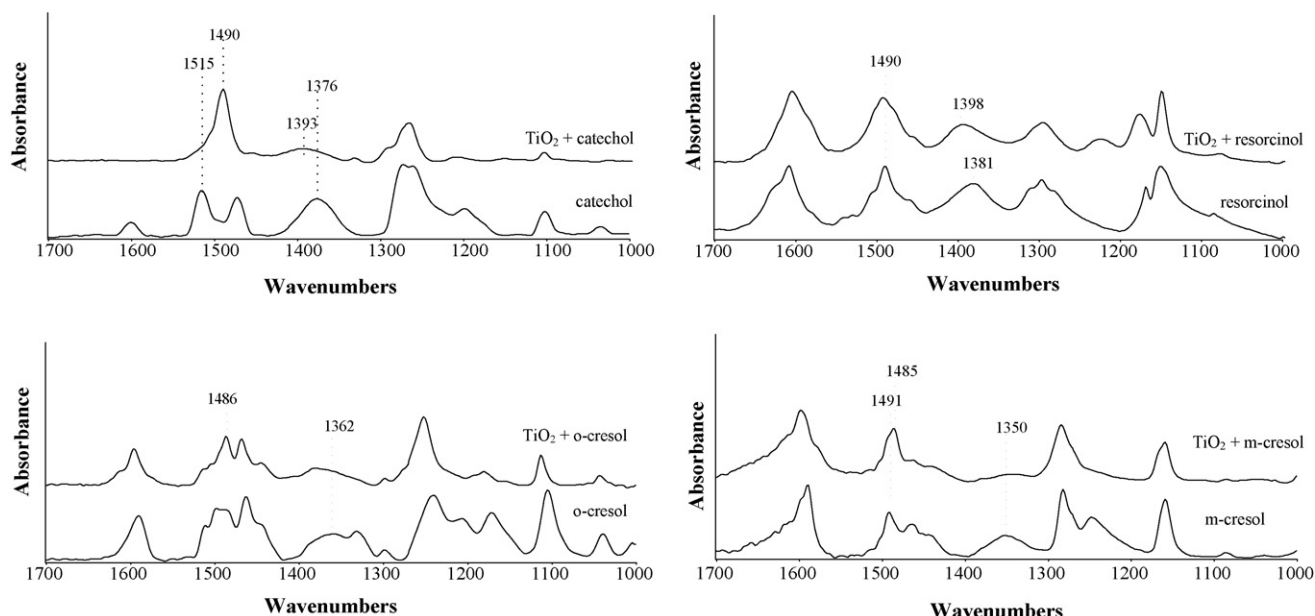 1490
1515
1376
1393
Absorbance
TiO₂ + catechol
catechol
1700 1600 1500 1400 1300 1200 1100 1000
Wavenumbers
1490
1398
1381
Absorbance
TiO₂ + resorcinol
resorcinol
1700 1600 1500 1400 1300 1200 1100 1000
Wavenumbers
1486
1362
Absorbance
TiO₂ + o-cresol
o-cresol
1700 1600 1500 1400 1300 1200 1100 1000
Wavenumbers
1485
1491
1350
Absorbance
TiO₂ + m-cresol
m-cresol
1700 1600 1500 1400 1300 1200 1100 1000
Wavenumbers